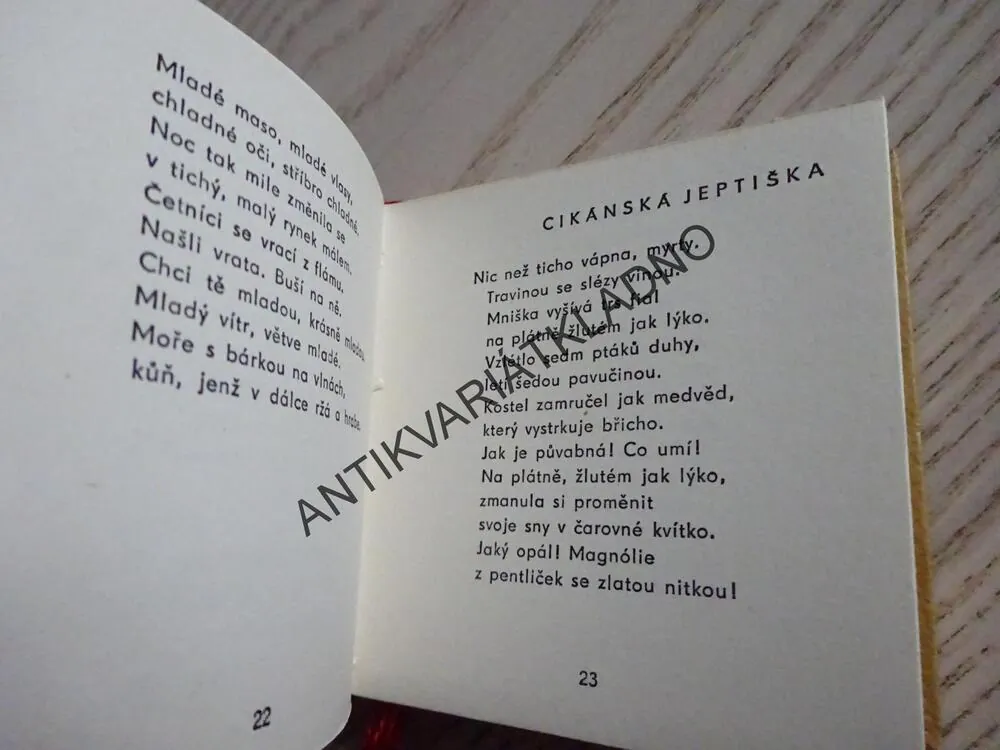 Mladé maso, mladé vlasy,
chladné oči, stříbro chladné.
Noc tak mile změnila se
v tichý, malý rynek málem.
Četníci se vrací z flámu.
Našli vrata. Buší na ně.
Chci tě mladou, krásně mladou
Mladý vítr, větve mladé.
Moře s bárkou na vlnách,
kůň, jenž v dálce ržá a hrabe.
22
CIKÁNSKÁ JEPTIŠKA
Nic než ticho vápna, myrty.
Travinou se slézy vinou.
Mniška vyšívá trs fial
na plátně žlutém jak lýko.
Vzlétlo sedm ptáků duhy,
letí šedou pavučinou.
Kostel zamručel jak medvěd,
který vystrkuje břicho.
Jak je půvabná! Co umí!
Na plátně, žlutém jak lýko,
zmanula si proměnit
svoje sny v čarovné kvítko.
Jaký opál! Magnólie
z pentliček se zlatou nitkou!
23
ANTIKVARIÁTKLADNO